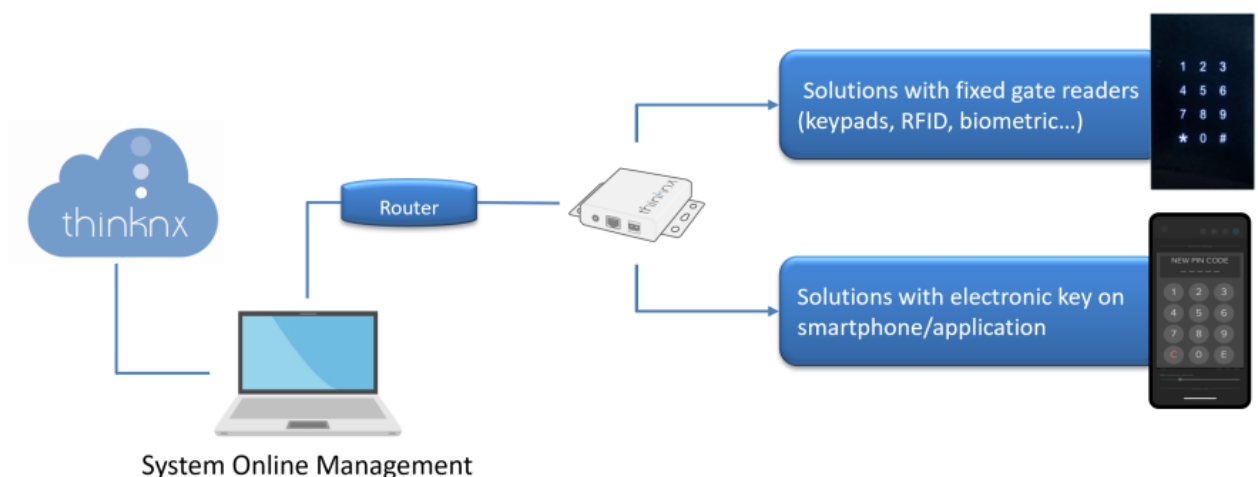 thinknx
System Online Management
Router
thinknx
Solutions with fixed gate readers
(keypads, RFID, biometric...)
1 2 3
4 5 6
7 8 9
* 0 #
Solutions with electronic key on
smartphone/application
NEW PIN CODE
1 2 3
4 5 6
7 8 9
C 0 E